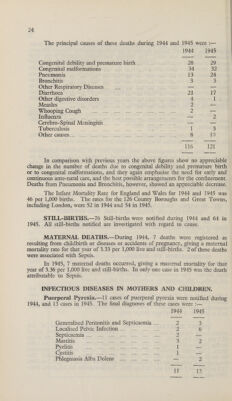 24
The principal causes of these deaths during 1944 and 1945 were :—
1944 1945
Congenital debility and premature birth 28 29
Congenital malformations 34 32
Pneumonia 13 28
Bronchitis 3 3
Other Respiratory Diseases — —
Diarrhoea 21 17
Other digestive disorders 4 1
Measles 2 —
Whooping Cough 2 —
Influenza — 2
Cerebro-Spinal Meningitis — —
Tuberculosis 1 3
Other causes 8
116 121
In comparison with previous years the above figures show no appreciable
change in the number of deaths due to congenital debility and premature birth
or to congenital malformations, and they again emphasise the need for early and
continuous ante-natal care, and the best possible arrangements for the confinement.
Deaths from Pneumonia and Bronchitis, however, showed an appreciable decrease.
The Infant Mortality Rate for England and Wales for 1944 and 1945 was
46 per 1,000 births. The rates for the 126 County Boroughs and Great Towns,
including London, were 52 in 1944 and 54 in 1945.
STILL-BIRTHS.—76 Still-births were notified during 1944 and 64 in
1945. All still-births notified are investigated with regard to cause.
MATERNAL DEATHS.—During 1944, 7 deaths were registered as
resulting from childbirth or diseases or accidents of pregnancy, giving a maternal
mortality rate for that year of 3.33 per 1,000 live and still-births. 2 of these deaths
were associated with Sepsis.
In 1945, 7 maternal deaths occurred, giving a maternal mortality for that
year of 3.36 per 1,000 live and still-births. In only one case in 1945 was the death
attributable to Sepsis.
INFECTIOUS DISEASES IN MOTHERS AND CHILDREN.
Puerperal Pyrexia.—11 cases of puerperal pyrexia were notified during
1944, and 13 cases in 1945. The final diagnoses of these cases were :—
1944 1945
Generalised Peritonitis and Septicaemia 2 3
Localised Pelvic Infection 2 6
Septicaemia 2 —
Mastitis 3 2
Pyelitis 1 —
Cystitis 1 —
Phlegmasia Alba Dolens — 2
11 13